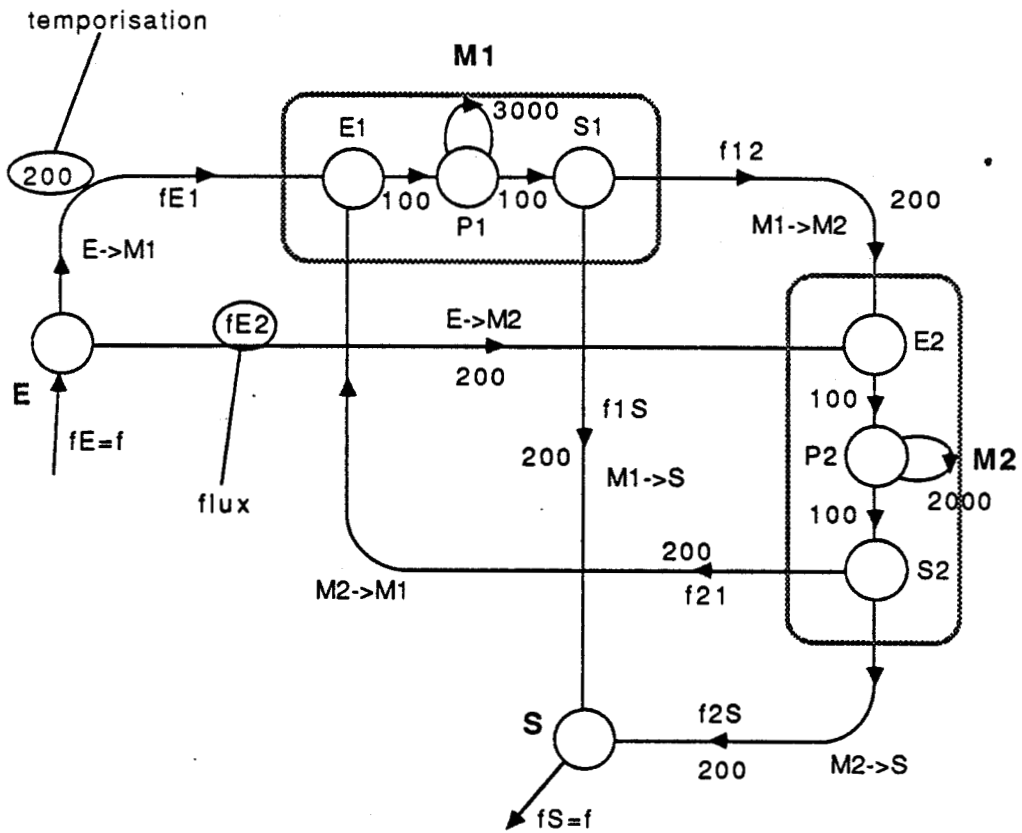 temporisation
M1
3000
E1
S1
f12
200
fE1
100
100
200
P1
M1->M2
E->M1
fE2
E->M2
E2
E
200
100
fE=f
f1S
P2
M2
200
M1->S
2000
flux
100
200
S2
M2->M1
f21
S
f2S
200
M2->S
fS=f